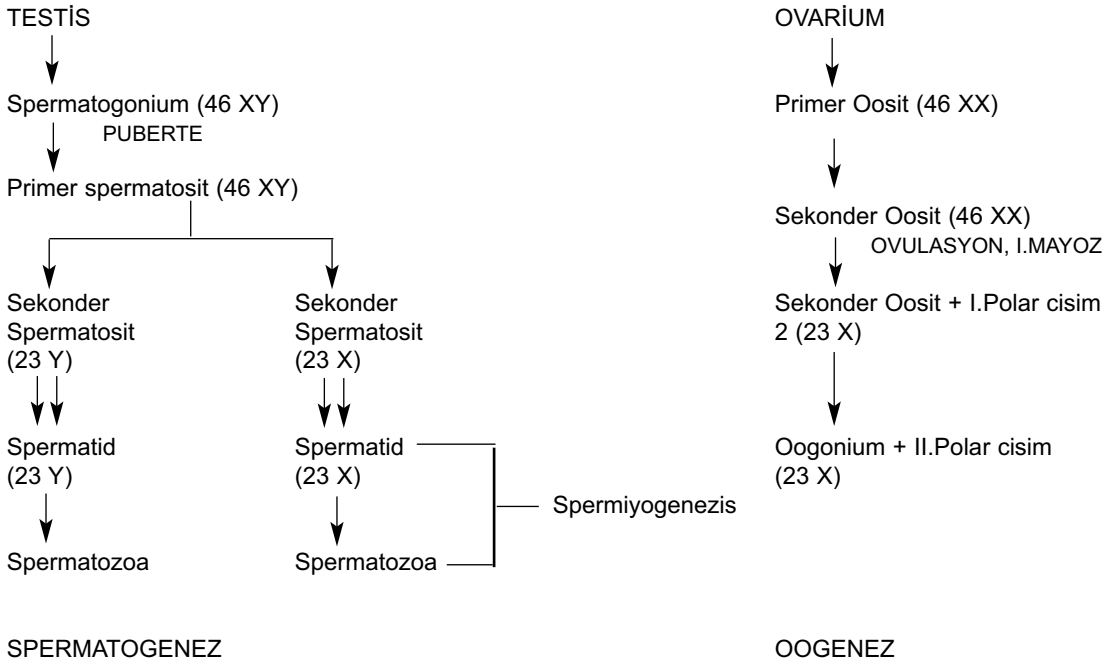 TESTİS
Spermatogonium (46 XY)
PUBERTE
Primer spermatosit (46 XY)
Sekonder
Spermatosit
(23 Y)
Sekonder
Spermatosit
(23 X)
Spermatid
(23 Y)
Spermatid
(23 X)
Spermiyogenezis
Spermatozoa
Spermatozoa
SPERMATOGENEZ
OVARİUM
Primer Oosit (46 XX)
Sekonder Oosit (46 XX)
OVULASYON, I.MAYOZ
Sekonder Oosit + I.Polar cisim
2 (23 X)
Oogonium + II.Polar cisim
(23 X)
OOGENEZ